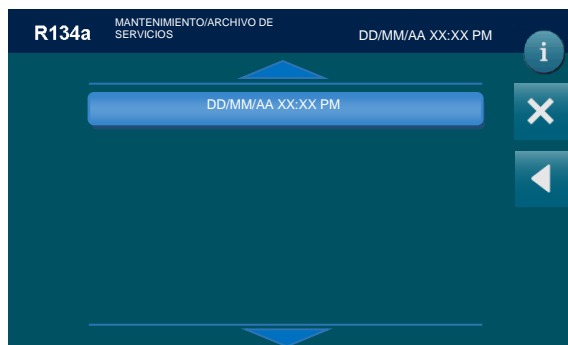 R134a
MANTENIMIENTO/ARCHIVO DE
SERVICIOS
DD/MM/AA XX:XX PM
i
DD/MM/AA XX:XX PM